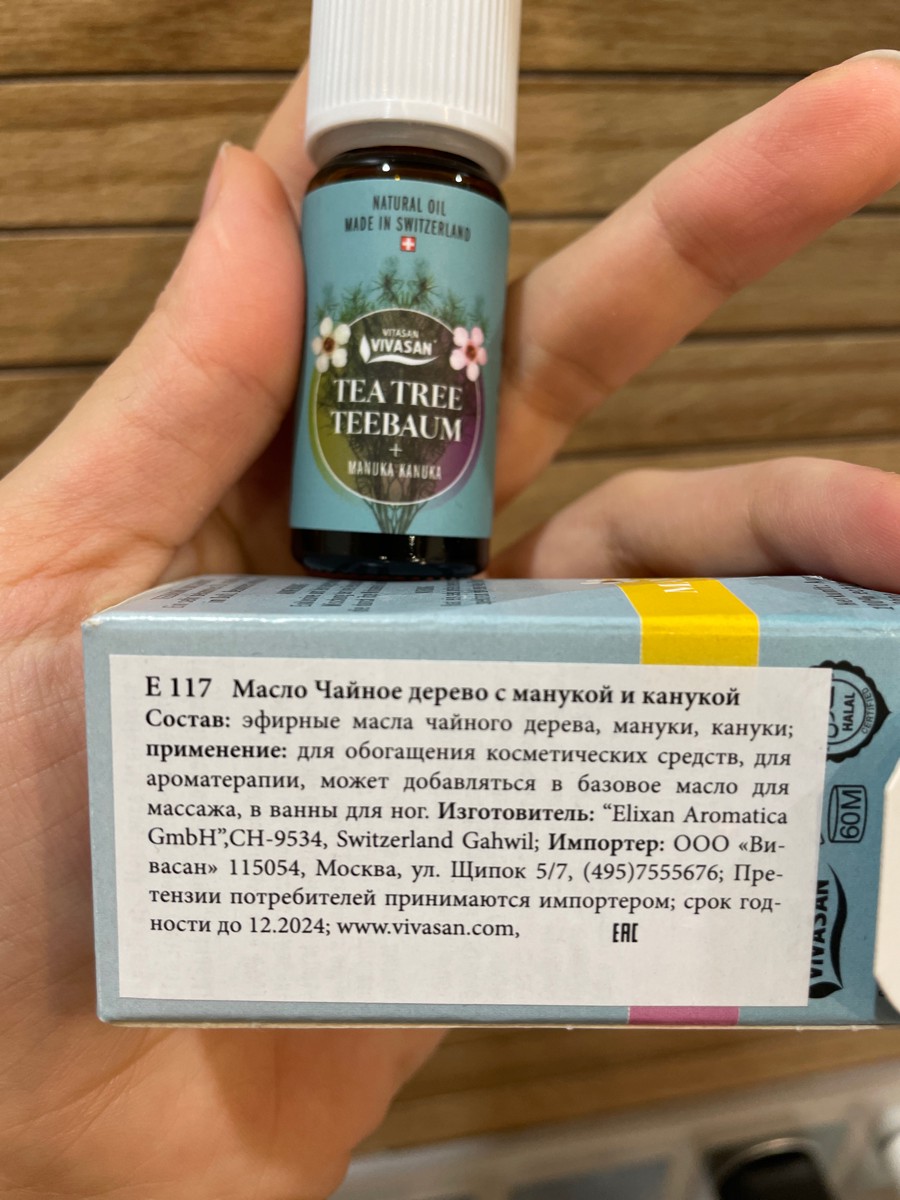 NATURAL OIL
MADE IN SWITZERLAND
VITASAN
VIVASAN
TEA TREE
TEEBAUM
+
MANUKA KANUKA
E 117 Масло Чайное дерево с манукой и канукой
Состав: эфирные масла чайного дерева, мануки, кануки;
применение: для обогащения косметических средств, для
ароматерапии, может добавляться в базовое масло для
массажа, в ванны для ног. Изготовитель: “Elixan Aromatica
GmbH”,CH-9534, Switzerland Gahwil; Импортер: ООО «Ви-
васан» 115054, Москва, ул. Щипок 5/7, (495)7555676; Пре-
тензии потребителей принимаются импортером; срок год-
ности до 12.2024; www.vivasan.com,
EAC
HALAL
CERTIFIED
60M
VIVASAN